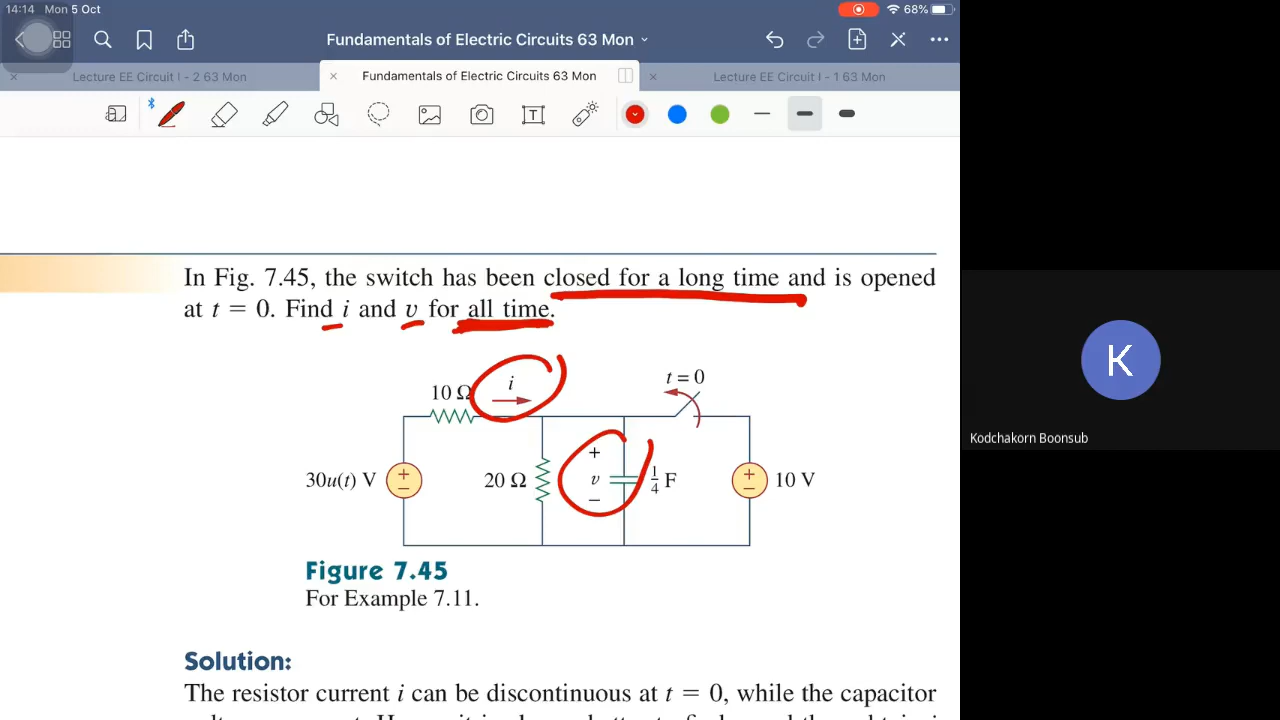 14:14 Mon 5 Oct
68%
Fundamentals of Electric Circuits 63 Mon
Lecture EE Circuit I - 2 63 Mon
Fundamentals of Electric Circuits 63 Mon
Lecture EE Circuit I - 1 63 Mon
T
In Fig. 7.45, the switch has been closed for a long time and is opened
at t = 0. Find i and v for all time.
10 Ω
i
t = 0
30u(t) V
+
−
20 Ω
+
v
−
1/4 F
+
−
10 V
Figure 7.45
For Example 7.11.
Solution:
The resistor current i can be discontinuous at t = 0, while the capacitor
K
Kodchakorn Boonsub